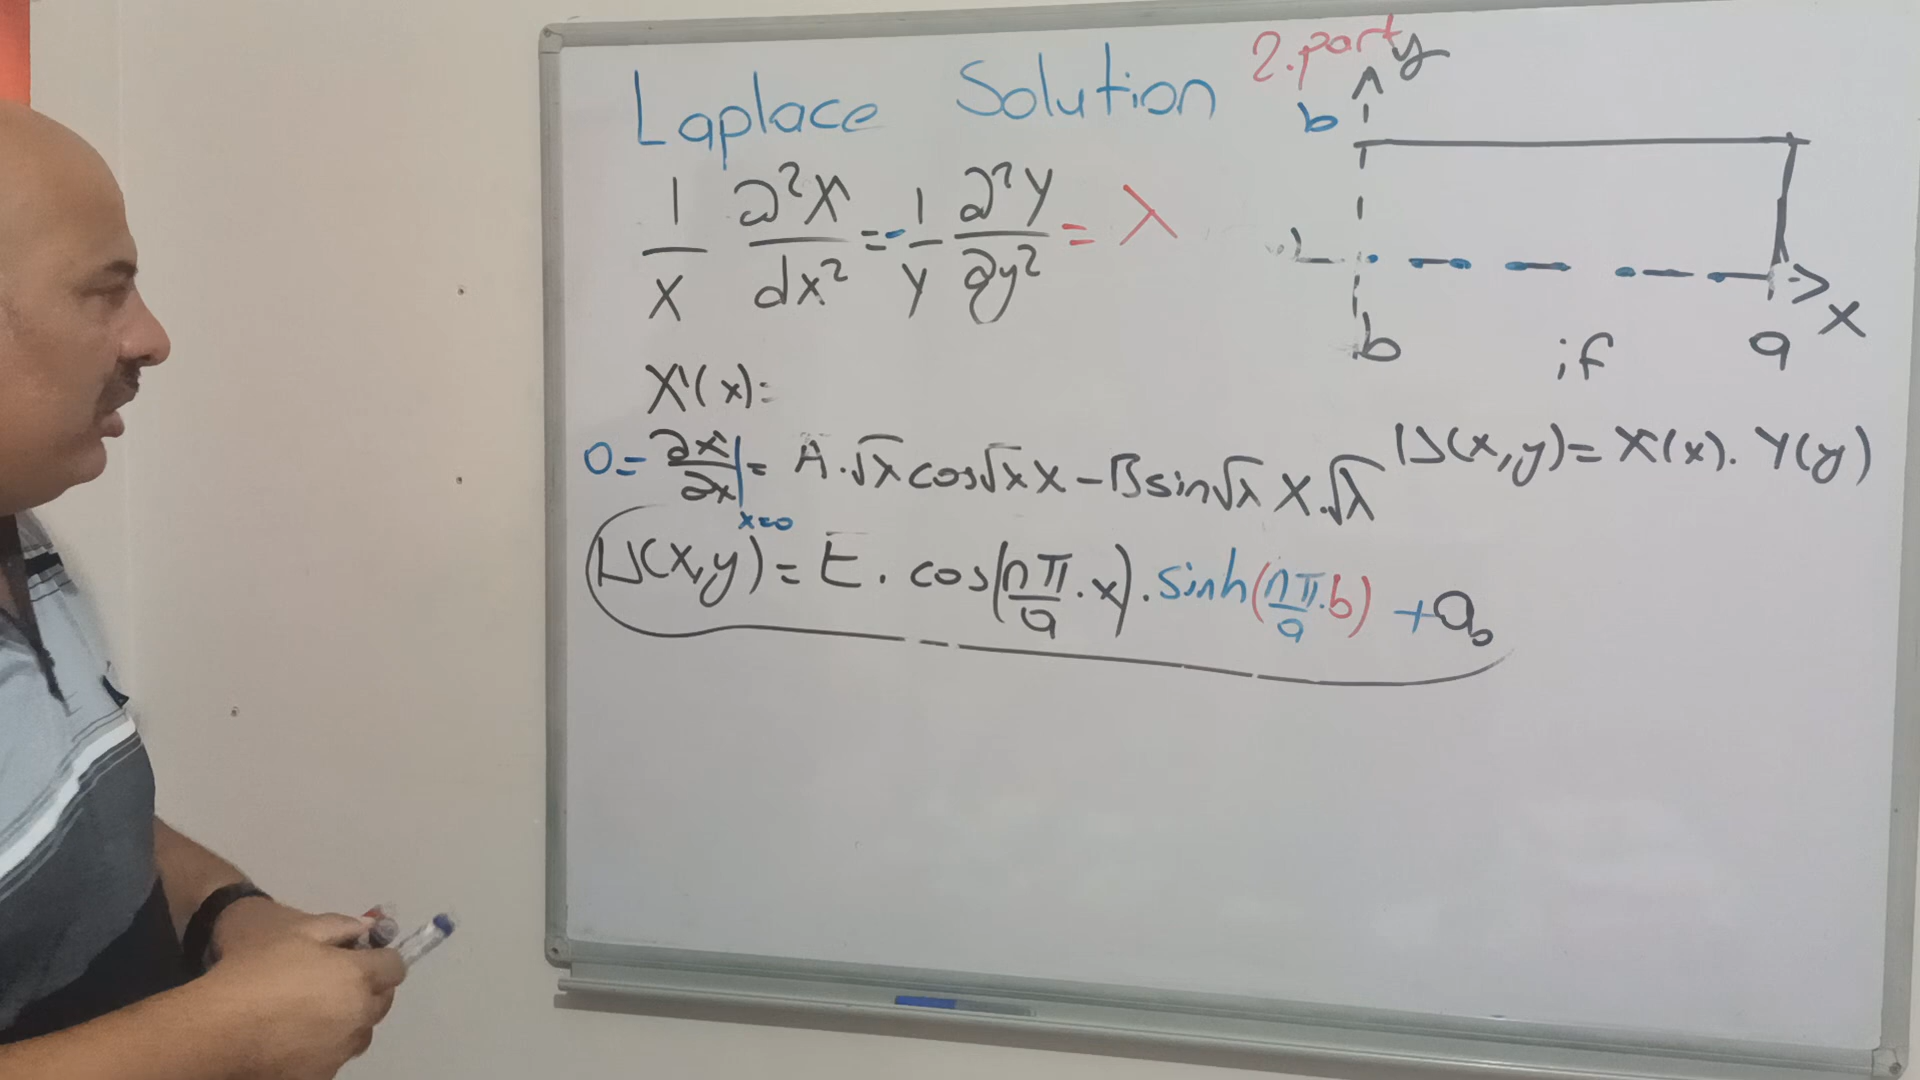 Laplace Solution 2.part y
b
1/X ∂²X/dx² = -1/Y ∂²Y/∂y² = λ
x
b if a
X'(x)=
0 = ∂X/∂x|x=0 = A.√λ cos√λ x - B sin√λ x.√λ
U(x,y) = X(x). Y(y)
U(x,y) = E. cos(nπ/a . x). sinh(nπ/a . b) + a₀